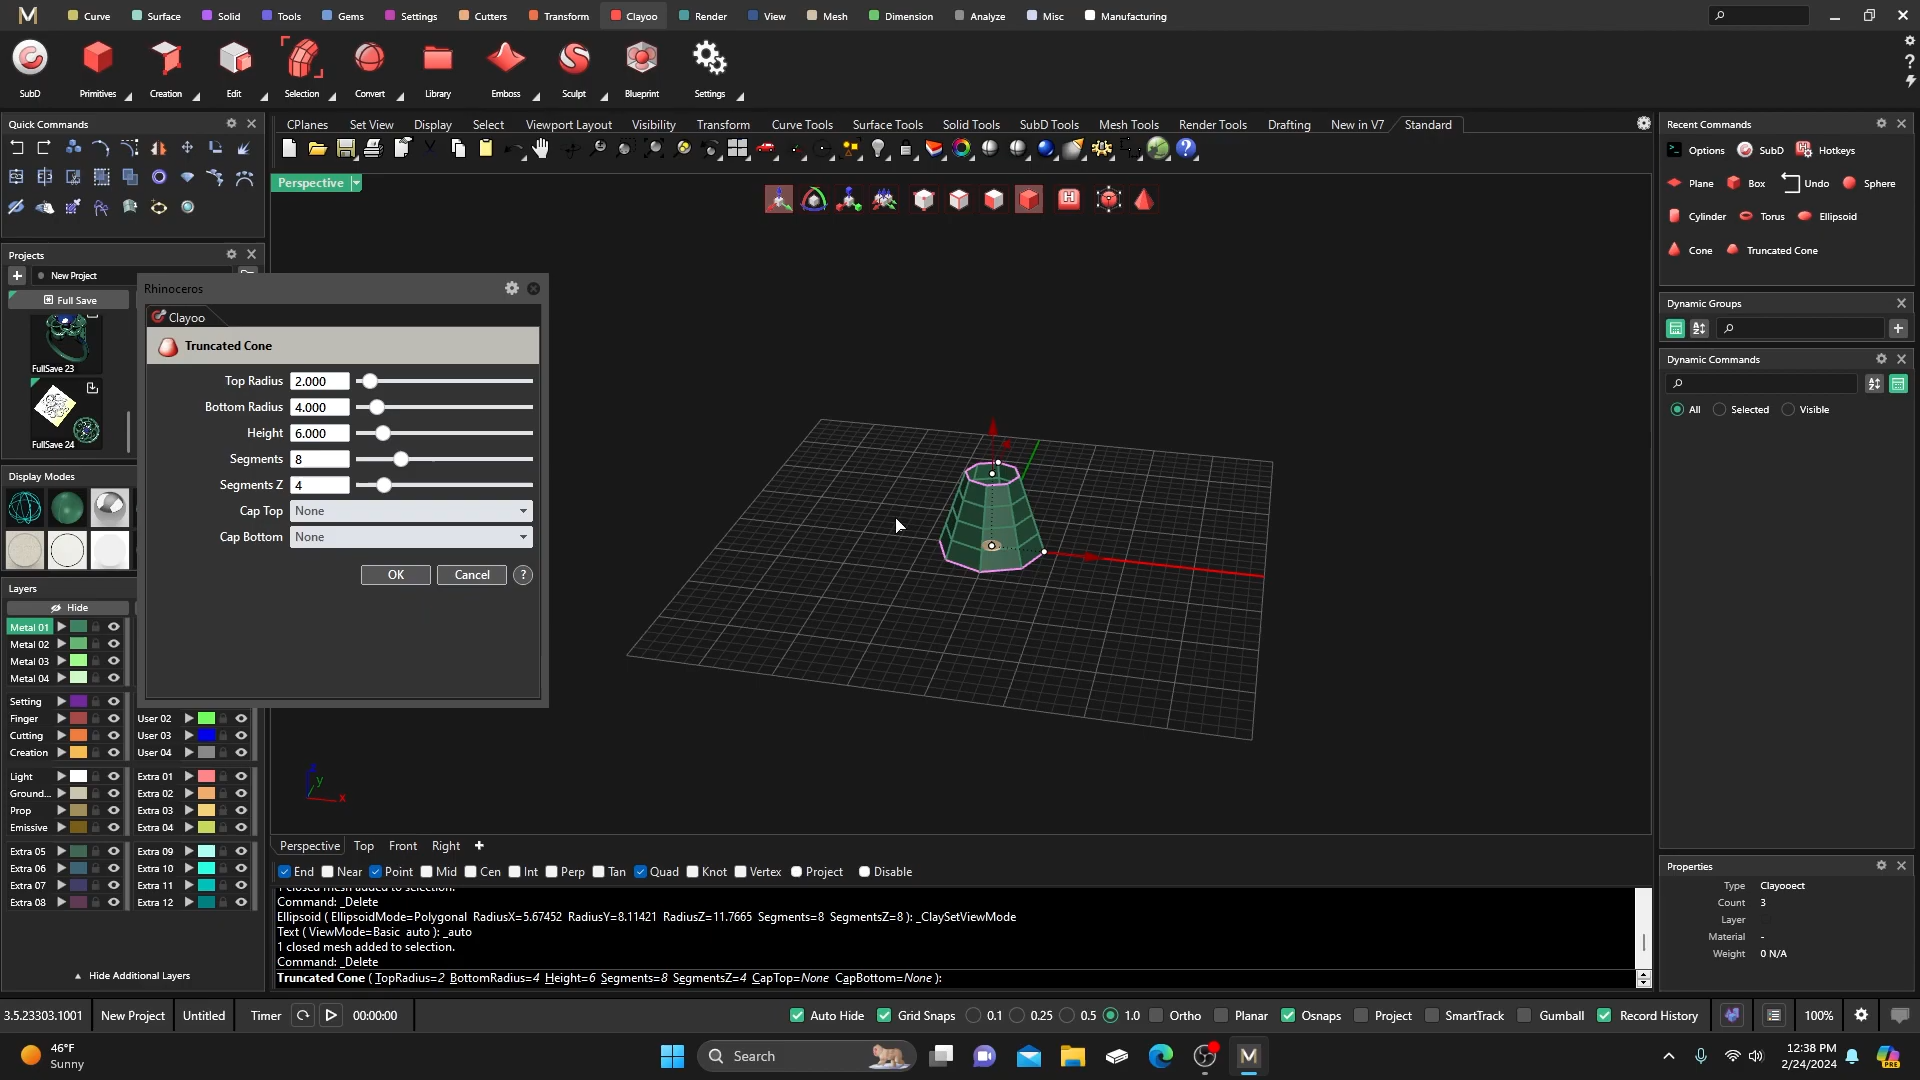 Curve Surface Solid Tools Gems Settings Cutters Transform Clayoo Render View Mesh Dimension Analyze Misc Manufacturing
SubD Primitives Creation Edit Selection Convert Library Emboss Sculpt Blueprint Settings
Quick Commands
CPlanes Set View Display Select Viewport Layout Visibility Transform Curve Tools Surface Tools Solid Tools SubD Tools Mesh Tools Render Tools Drafting New in V7 Standard
Perspective
Recent Commands
Options SubD Hotkeys
Plane Box Undo Sphere
Cylinder Torus Ellipsoid
Cone Truncated Cone
Projects
New Project
Full Save
FullSave 23
FullSave 24
Rhinoceros
Clayoo
Truncated Cone
Top Radius 2.000
Bottom Radius 4.000
Height 6.000
Segments 8
Segments Z 4
Cap Top None
Cap Bottom None
OK Cancel ?
Dynamic Groups
Dynamic Commands
All Selected Visible
Display Modes
Layers
Hide
Metal 01
Metal 02
Metal 03
Metal 04
Setting
Finger User 02
Cutting User 03
Creation User 04
Light Extra 01
Ground... Extra 02
Prop Extra 03
Emissive Extra 04
Extra 05 Extra 09
Extra 06 Extra 10
Extra 07 Extra 11
Extra 08 Extra 12
Hide Additional Layers
y
x
Perspective Top Front Right
End Near Point Mid Cen Int Perp Tan Quad Knot Vertex Project Disable
1 closed mesh added to selection.
Command: _Delete
Ellipsoid ( EllipsoidMode=Polygonal RadiusX=5.67452 RadiusY=8.11421 RadiusZ=11.7665 Segments=8 SegmentsZ=8 ): _ClaySetViewMode
Text ( ViewMode=Basic auto ): _auto
1 closed mesh added to selection.
Command: _Delete
Truncated Cone ( TopRadius=2 BottomRadius=4 Height=6 Segments=8 SegmentsZ=4 CapTop=None CapBottom=None ):
Properties
Type Clayooect
Count 3
Layer
Material -
Weight 0 N/A
3.5.23303.1001 New Project Untitled Timer 00:00:00 Auto Hide Grid Snaps 0.1 0.25 0.5 1.0 Ortho Planar Osnaps Project SmartTrack Gumball Record History 100%
46°F
Sunny
Search
12:38 PM
2/24/2024